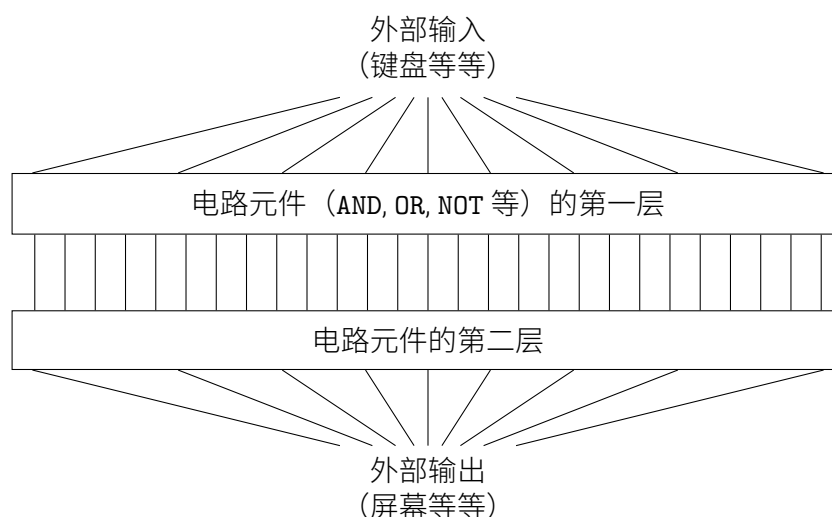 外部输入
（键盘等等）
电路元件（AND, OR, NOT 等）的第一层
电路元件的第二层
外部输出
（屏幕等等）